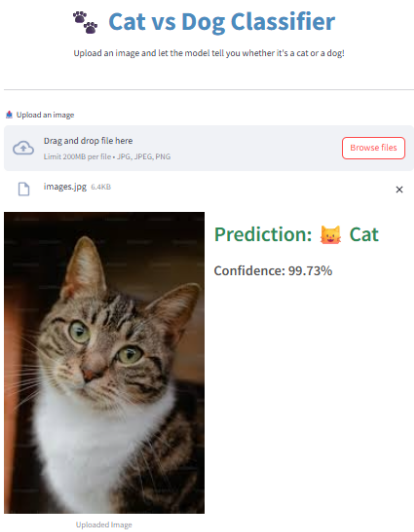 Cat vs Dog Classifier
Upload an image and let the model tell you whether it's a cat or a dog!
Upload an image
Drag and drop file here
Limit 200MB per file • JPG, JPEG, PNG
Browse files
images.jpg 6.4KB
Prediction: Cat
Confidence: 99.73%
Uploaded Image